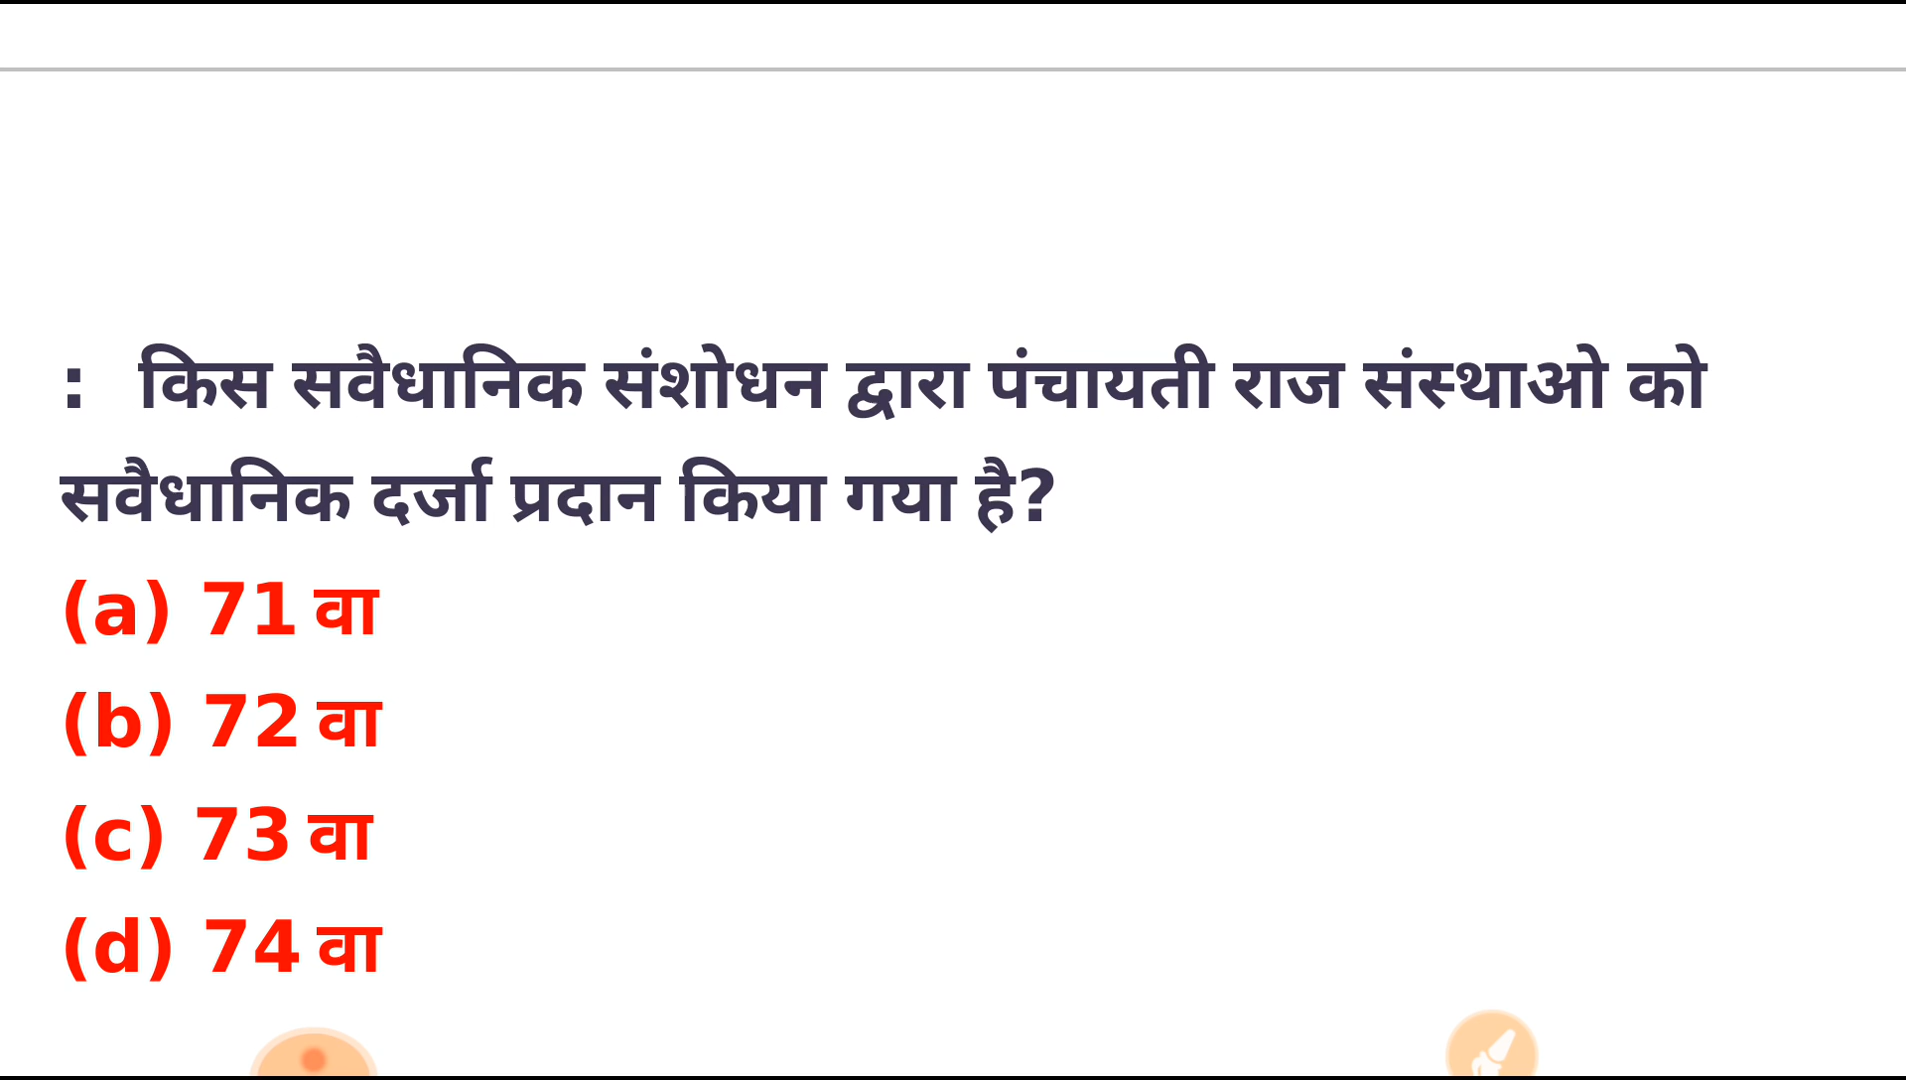 : किस सवैधानिक संशोधन द्वारा पंचायती राज संस्थाओ को
सवैधानिक दर्जा प्रदान किया गया है?
(a) 71 वा
(b) 72 वा
(c) 73 वा
(d) 74 वा